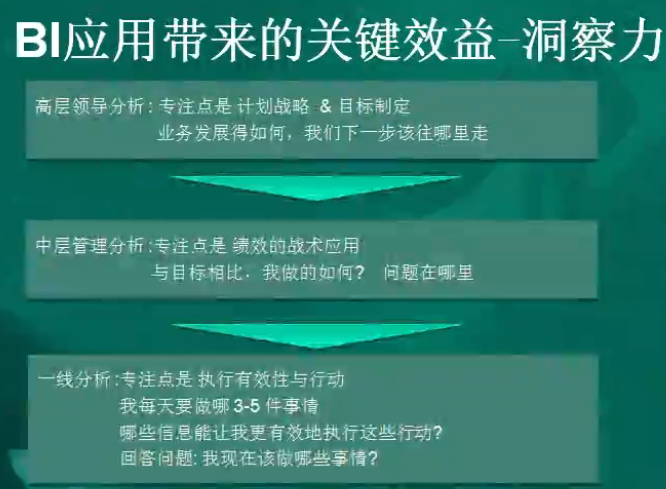 BI应用带来的关键效益-洞察力
高层领导分析: 专注点是 计划战略 & 目标制定
业务发展得如何, 我们下一步该往哪里走
中层管理分析:专注点是 绩效的战术应用
与目标相比, 我做的如何? 问题在哪里
一线分析:专注点是 执行有效性与行动
我每天要做哪 3-5 件事情
哪些信息能让我更有效地执行这些行动?
回答问题: 我现在该做哪些事情?